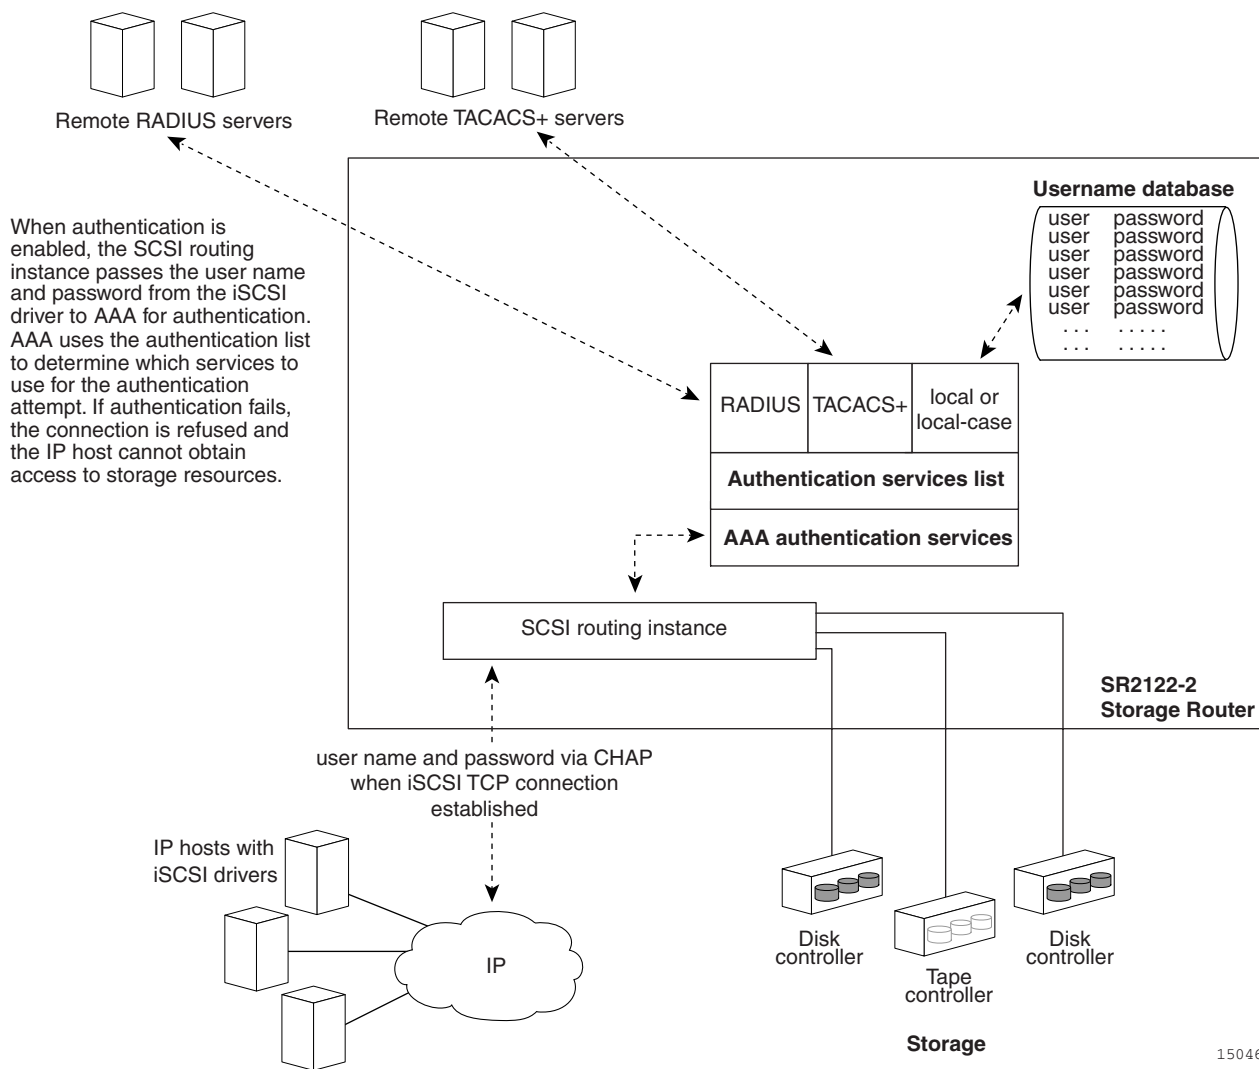 Remote RADIUS servers
Remote TACACS+ servers
When authentication is
enabled, the SCSI routing
instance passes the user name
and password from the iSCSI
driver to AAA for authentication.
AAA uses the authentication list
to determine which services to
use for the authentication
attempt. If authentication fails,
the connection is refused and
the IP host cannot obtain
access to storage resources.
Username database
user password
user password
user password
user password
user password
user password
. . . . . . . .
. . . . . . . .
RADIUS
TACACS+
local or
local-case
Authentication services list
AAA authentication services
SCSI routing instance
SR2122-2
Storage Router
user name and password via CHAP
when iSCSI TCP connection
established
IP hosts with
iSCSI drivers
IP
Disk
controller
Tape
controller
Disk
controller
Storage
15046